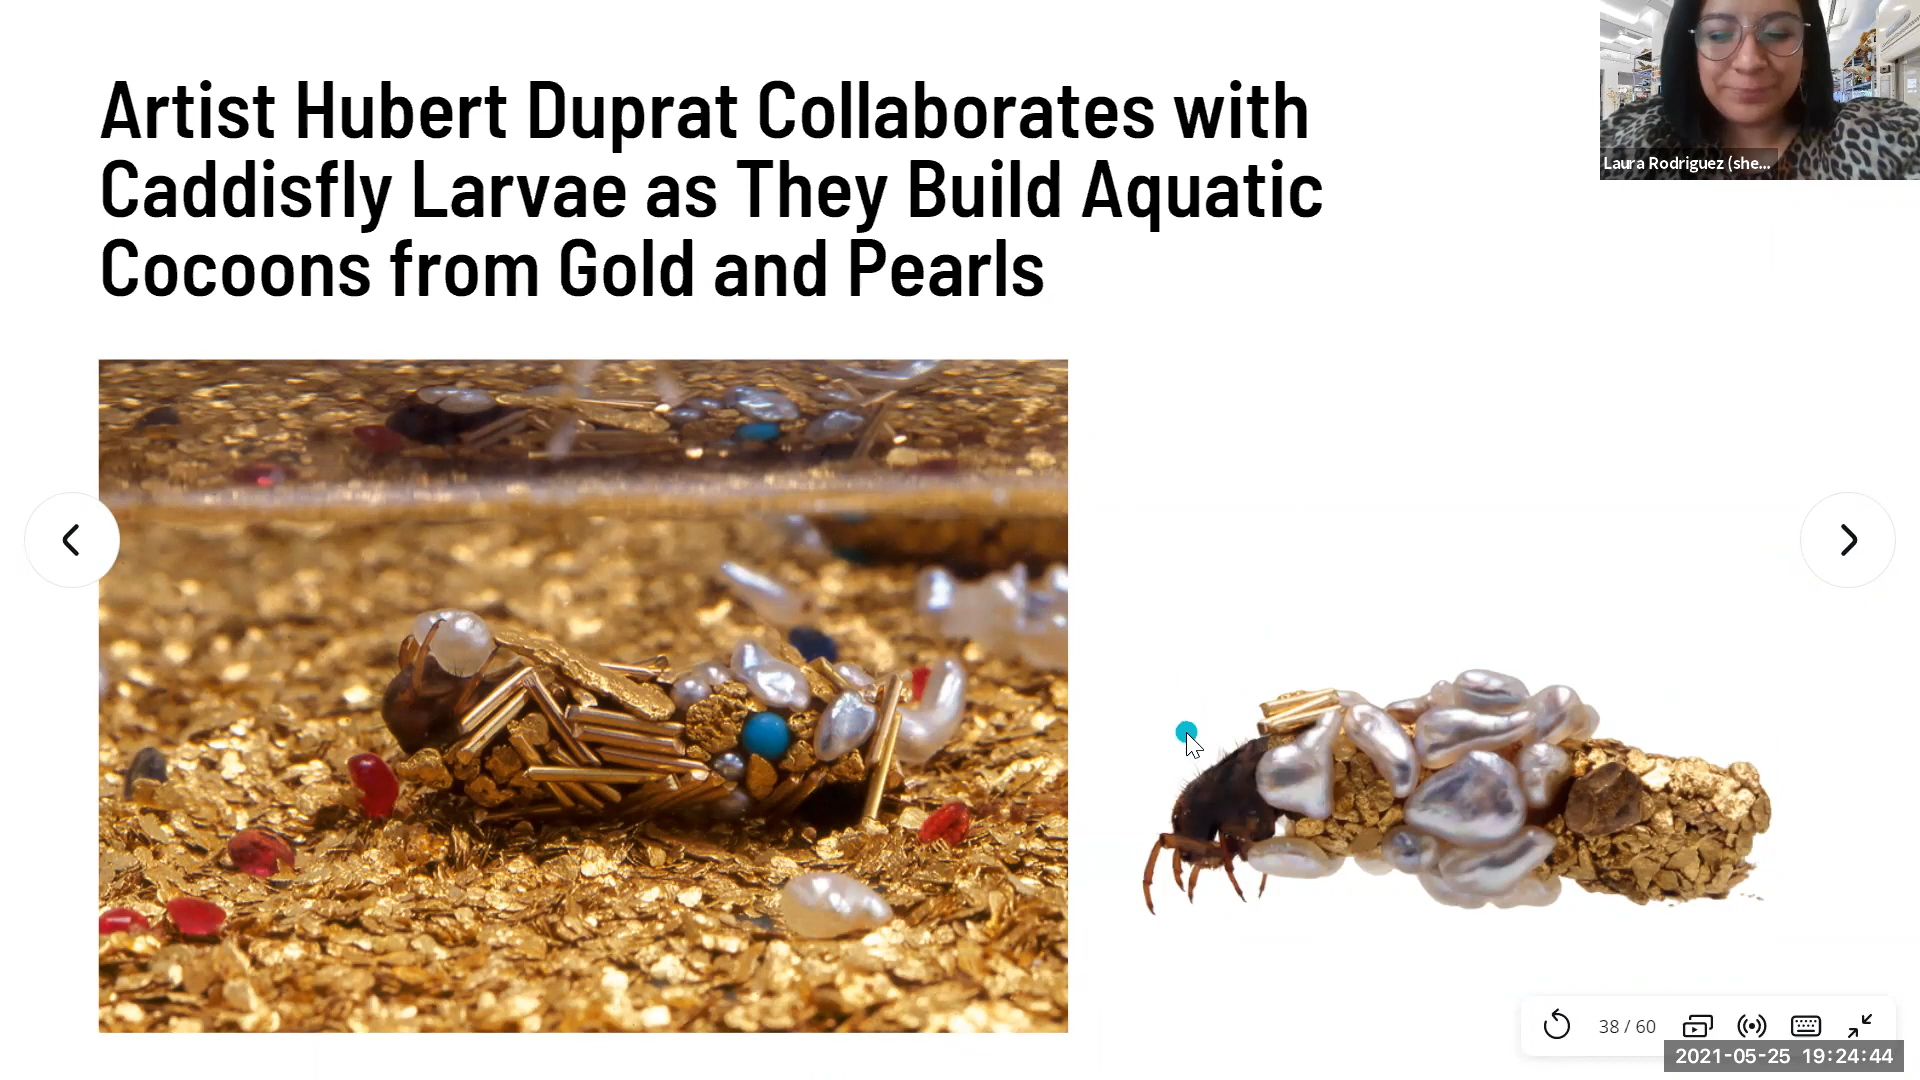 Artist Hubert Duprat Collaborates with
Caddisfly Larvae as They Build Aquatic
Cocoons from Gold and Pearls
Laura Rodriguez (she...
38 / 60
2021-05-25 19:24:44